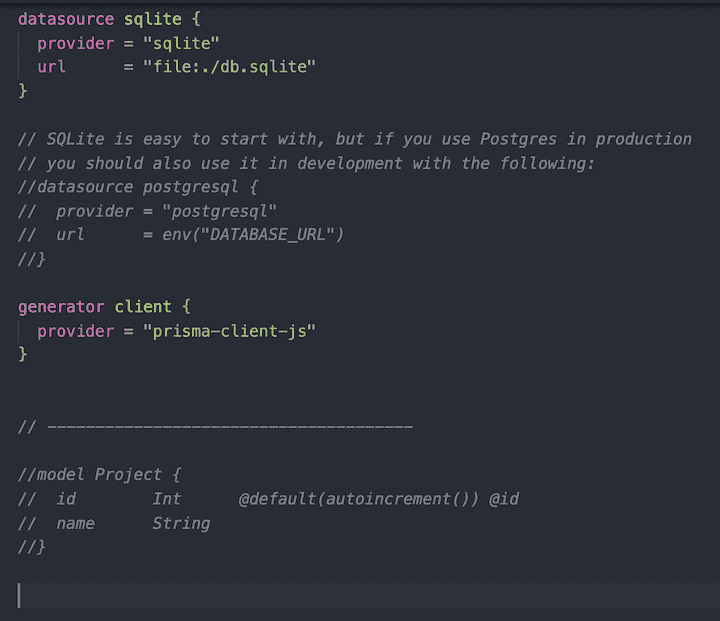 datasource sqlite {
  provider = "sqlite"
  url      = "file:./db.sqlite"
}

// SQLite is easy to start with, but if you use Postgres in production
// you should also use it in development with the following:
//datasource postgresql {
//  provider = "postgresql"
//  url      = env("DATABASE_URL")
//}

generator client {
  provider = "prisma-client-js"
}

// --------------------------------------

//model Project {
//  id        Int      @default(autoincrement()) @id
//  name      String
//}